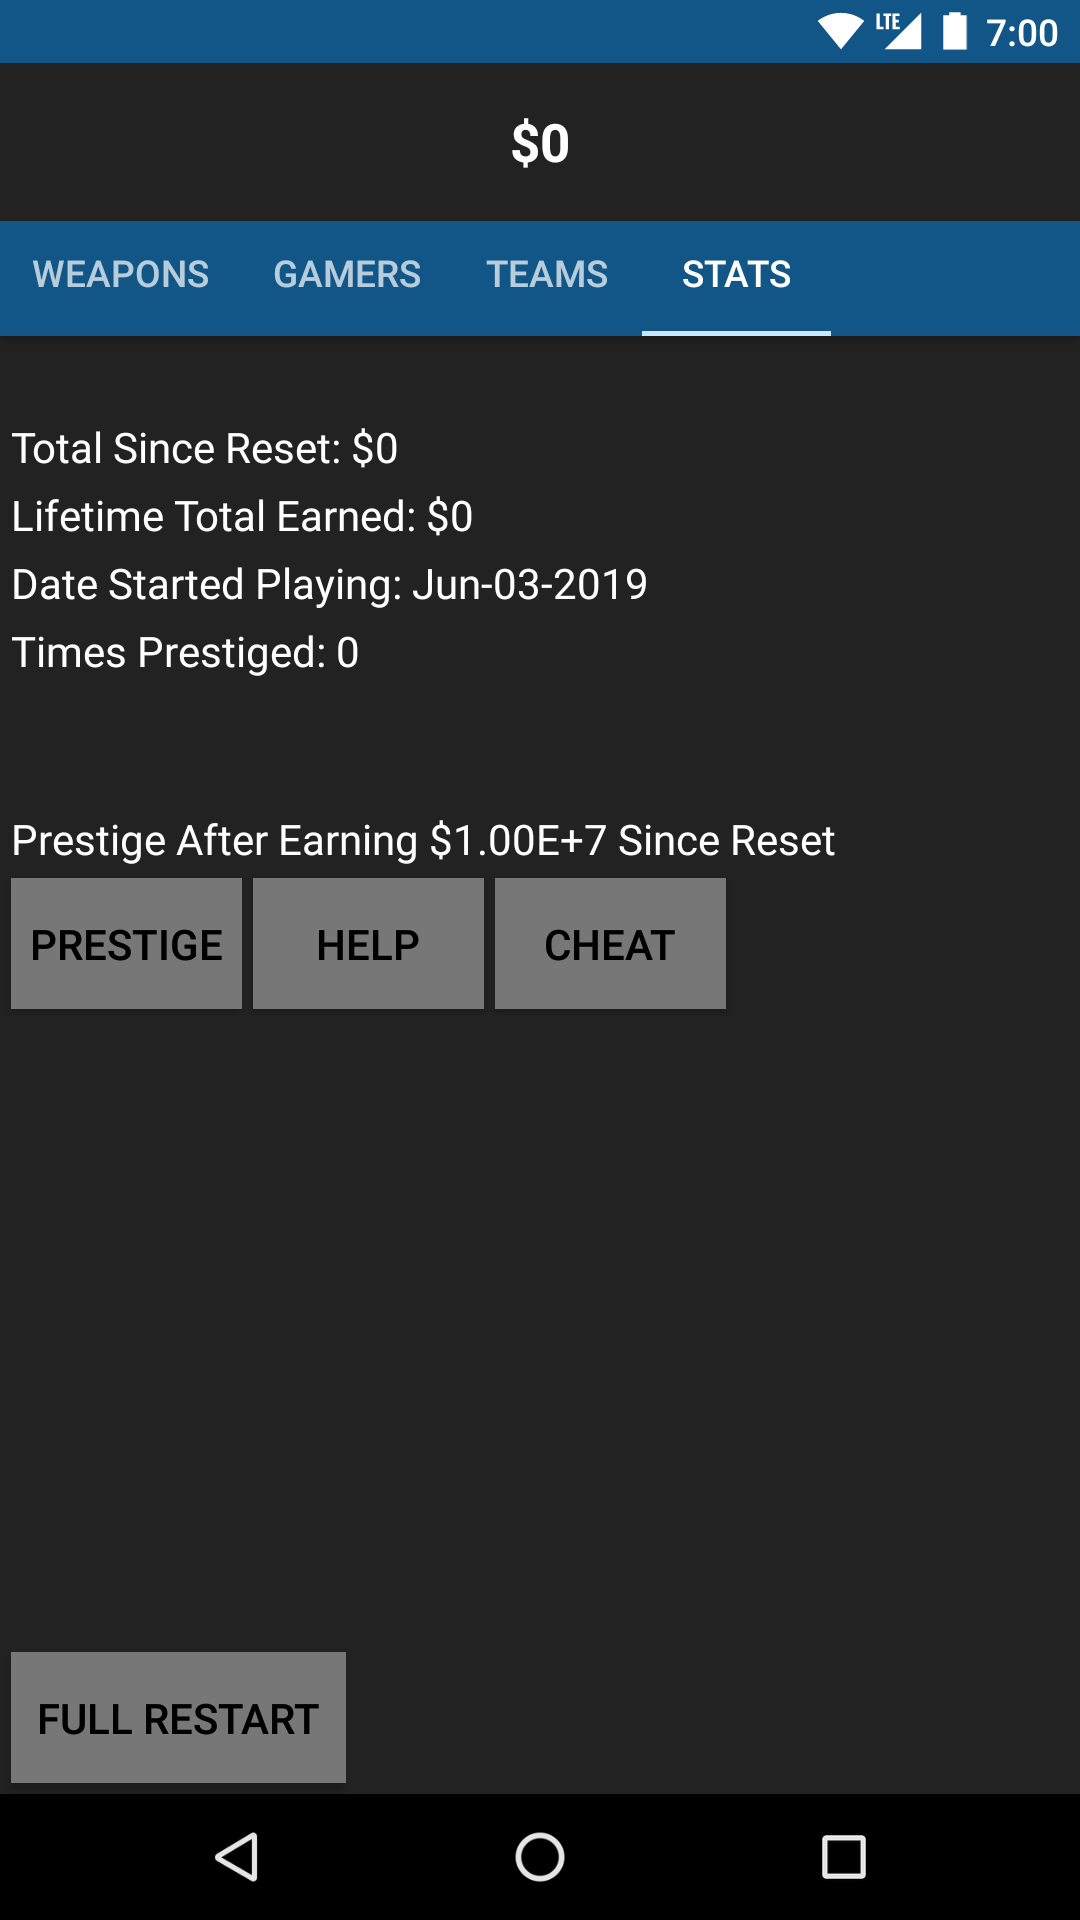 LTE 7:00
$0
WEAPONS GAMERS TEAMS STATS
Total Since Reset: $0
Lifetime Total Earned: $0
Date Started Playing: Jun-03-2019
Times Prestiged: 0
Prestige After Earning $1.00E+7 Since Reset
PRESTIGE HELP CHEAT
FULL RESTART